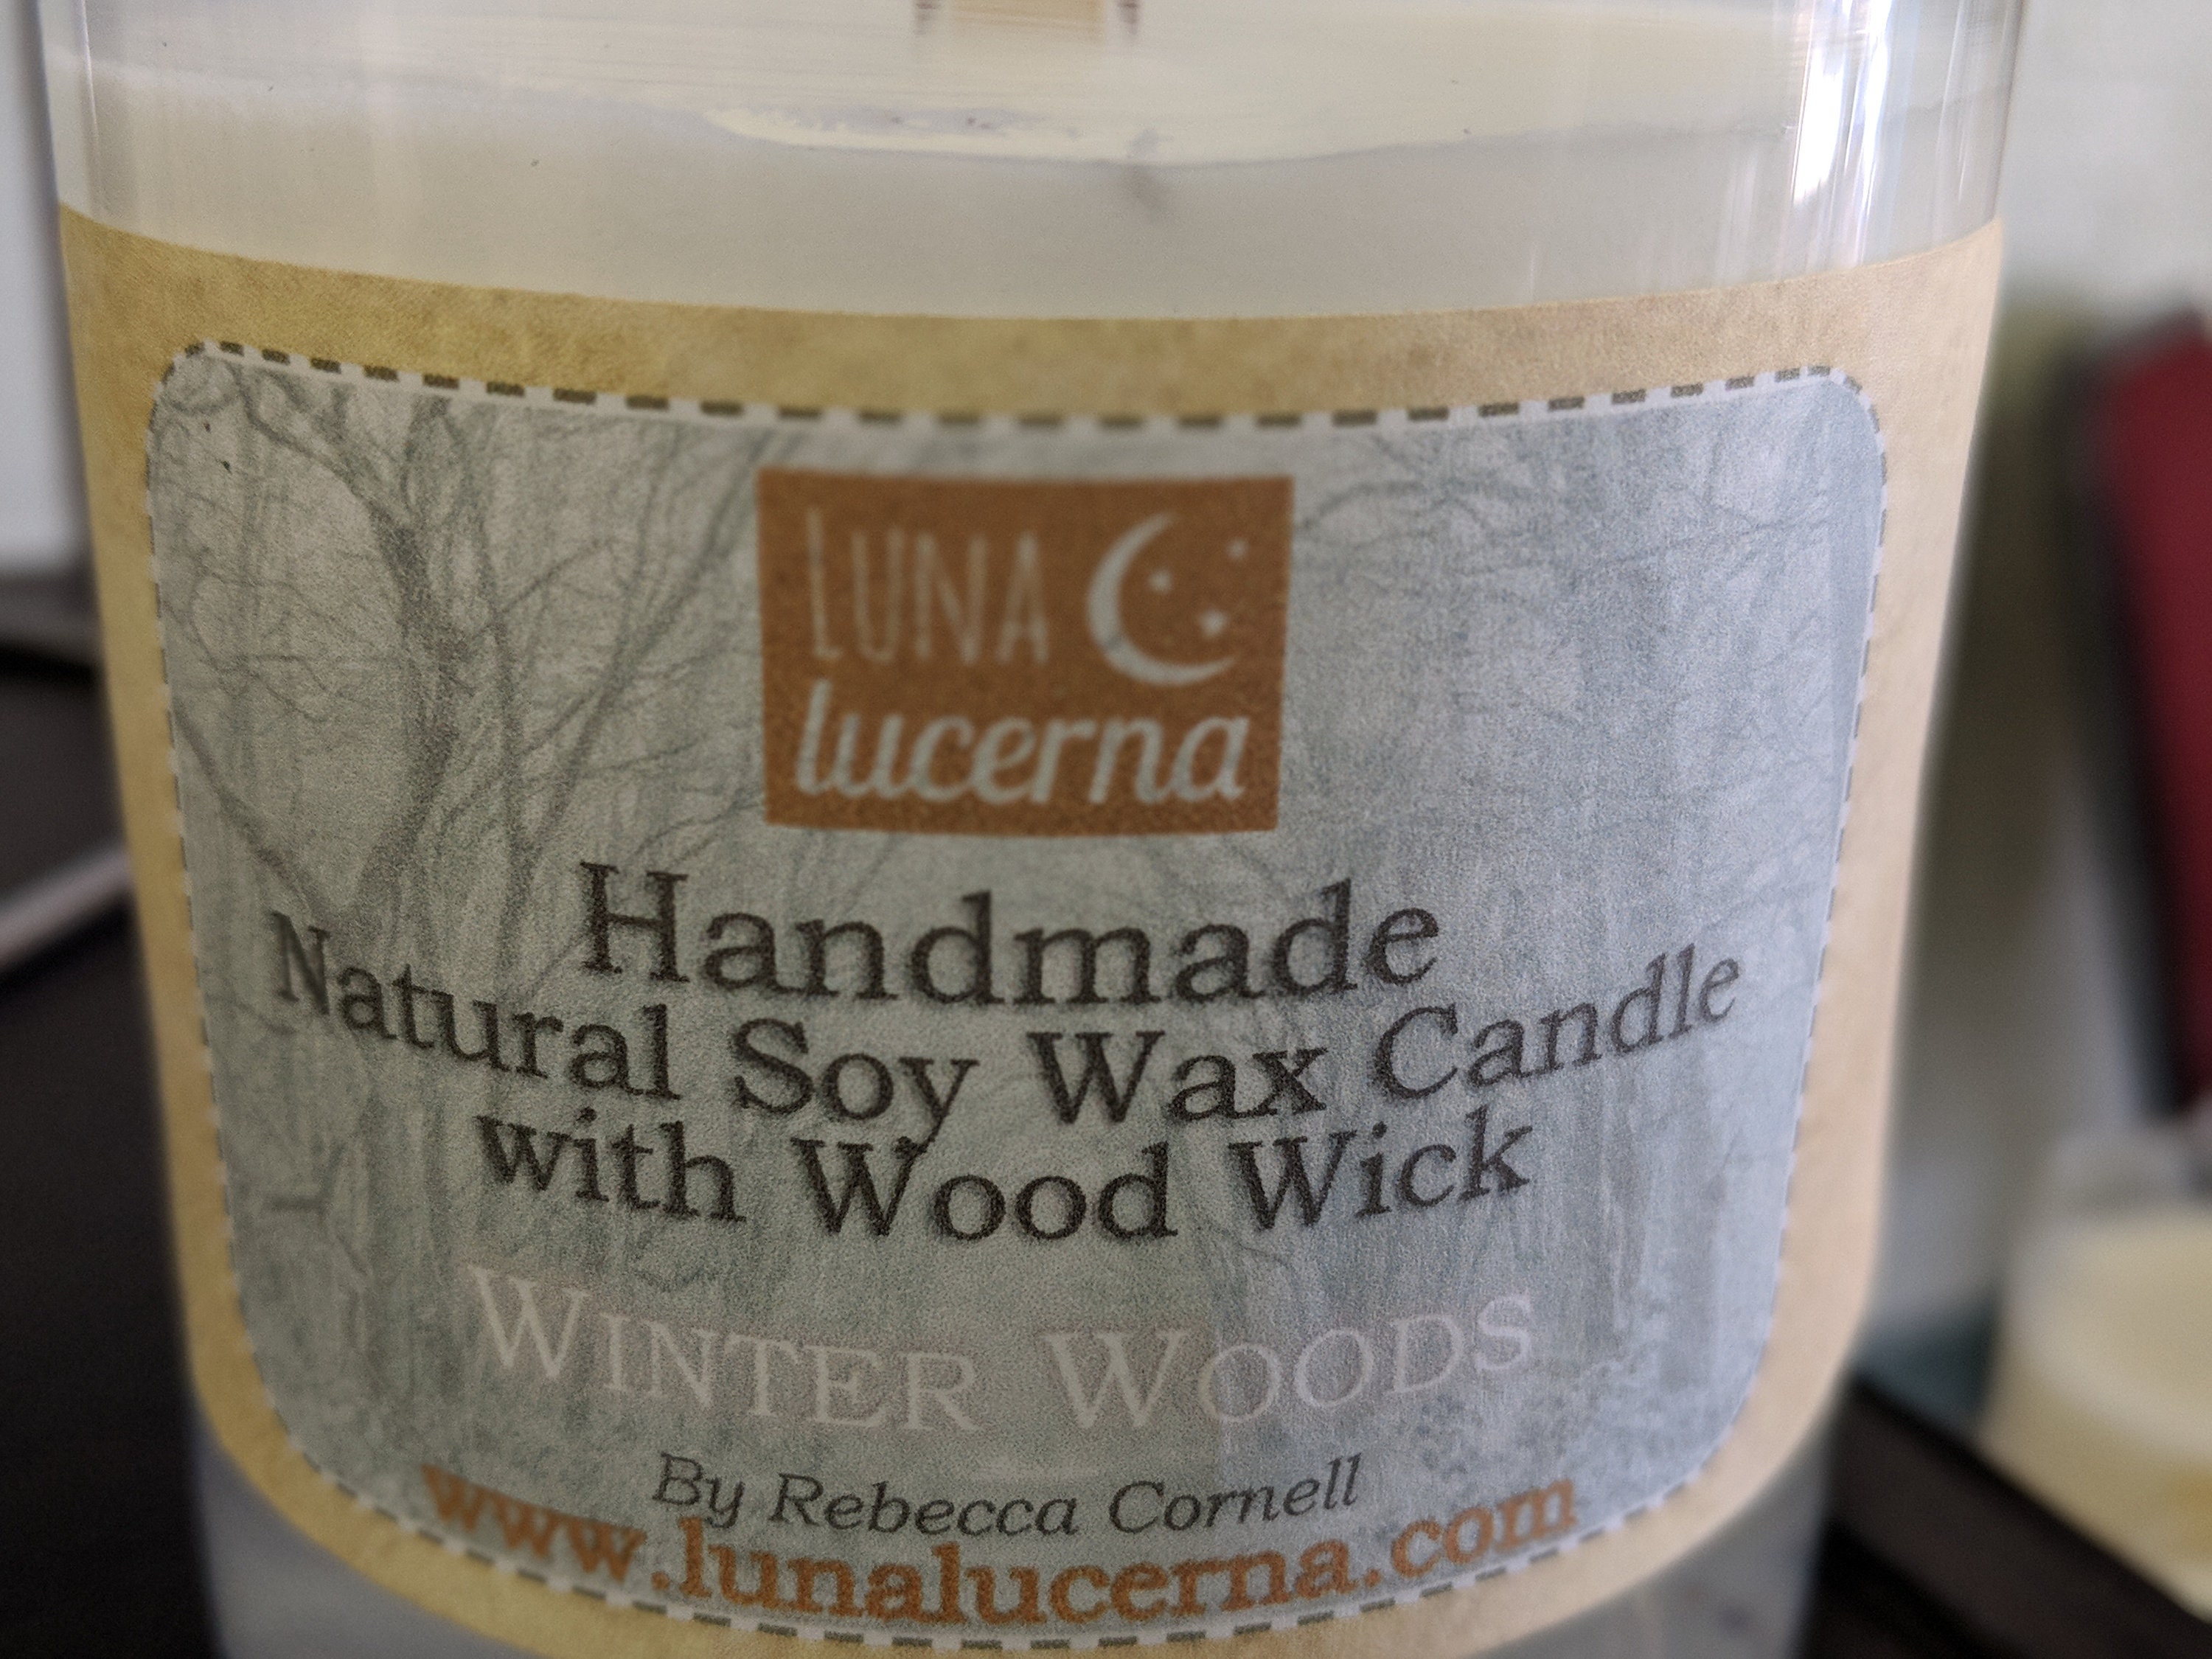 LUNA
lucerna
Handmade
Natural Soy Wax Candle
with Wood Wick
WINTER WOODS
By Rebecca Cornell
www.lunalucerna.com